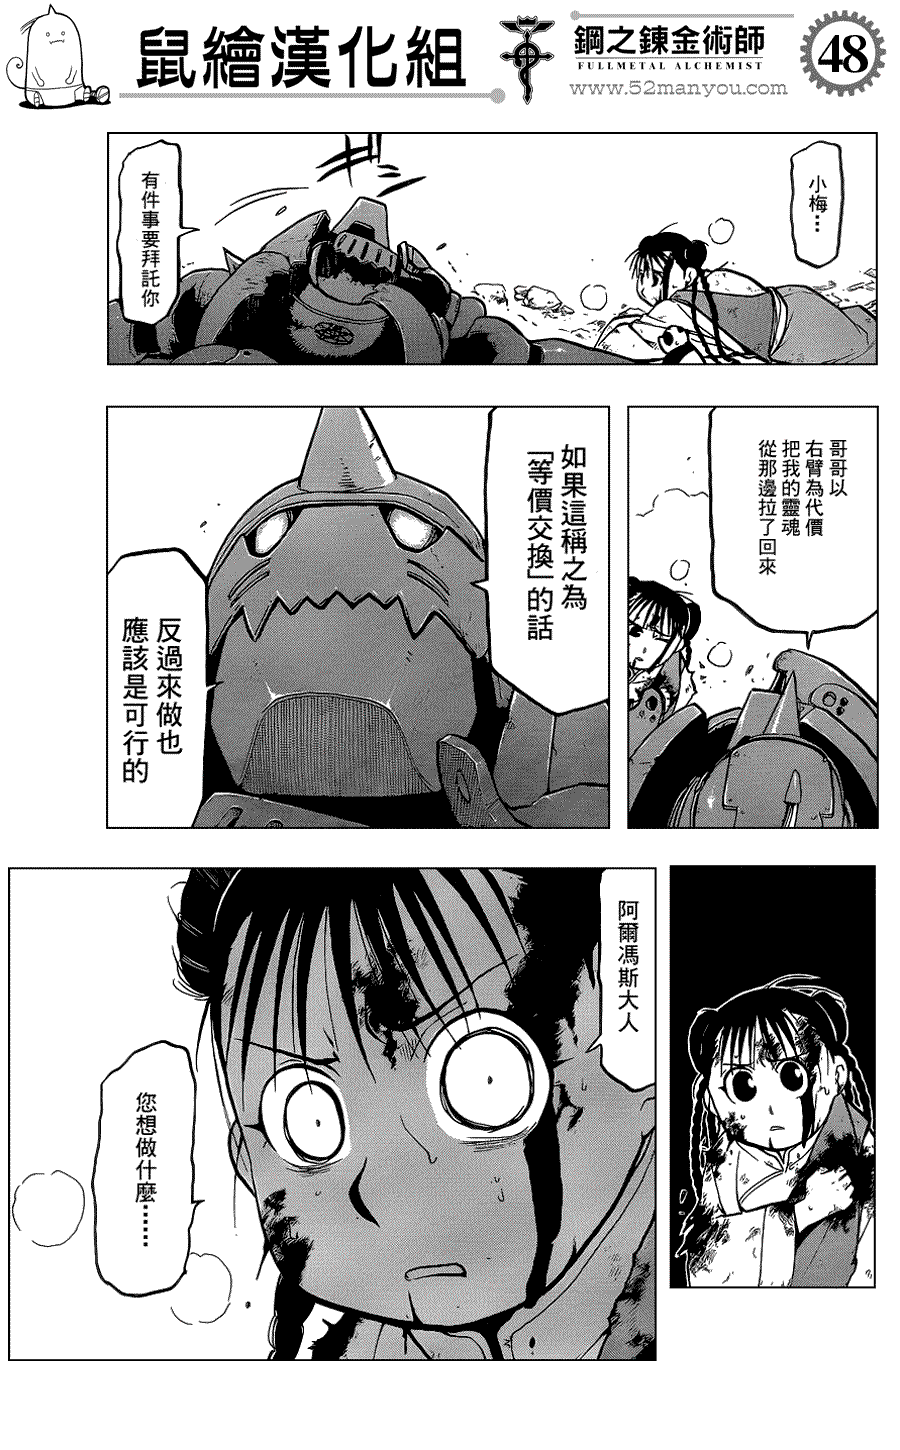 鼠繪漢化組
鋼之鍊金術師
FULLMETAL ALCHEMIST
www.52manyou.com
48
小梅…
有件事要拜託你
哥哥以
右臂為代價
把我的靈魂
從那邊拉了回來
如果這稱之為
「等價交換」的話
反過來做也
應該是可行的
阿爾馮斯大人
您想做什麼……